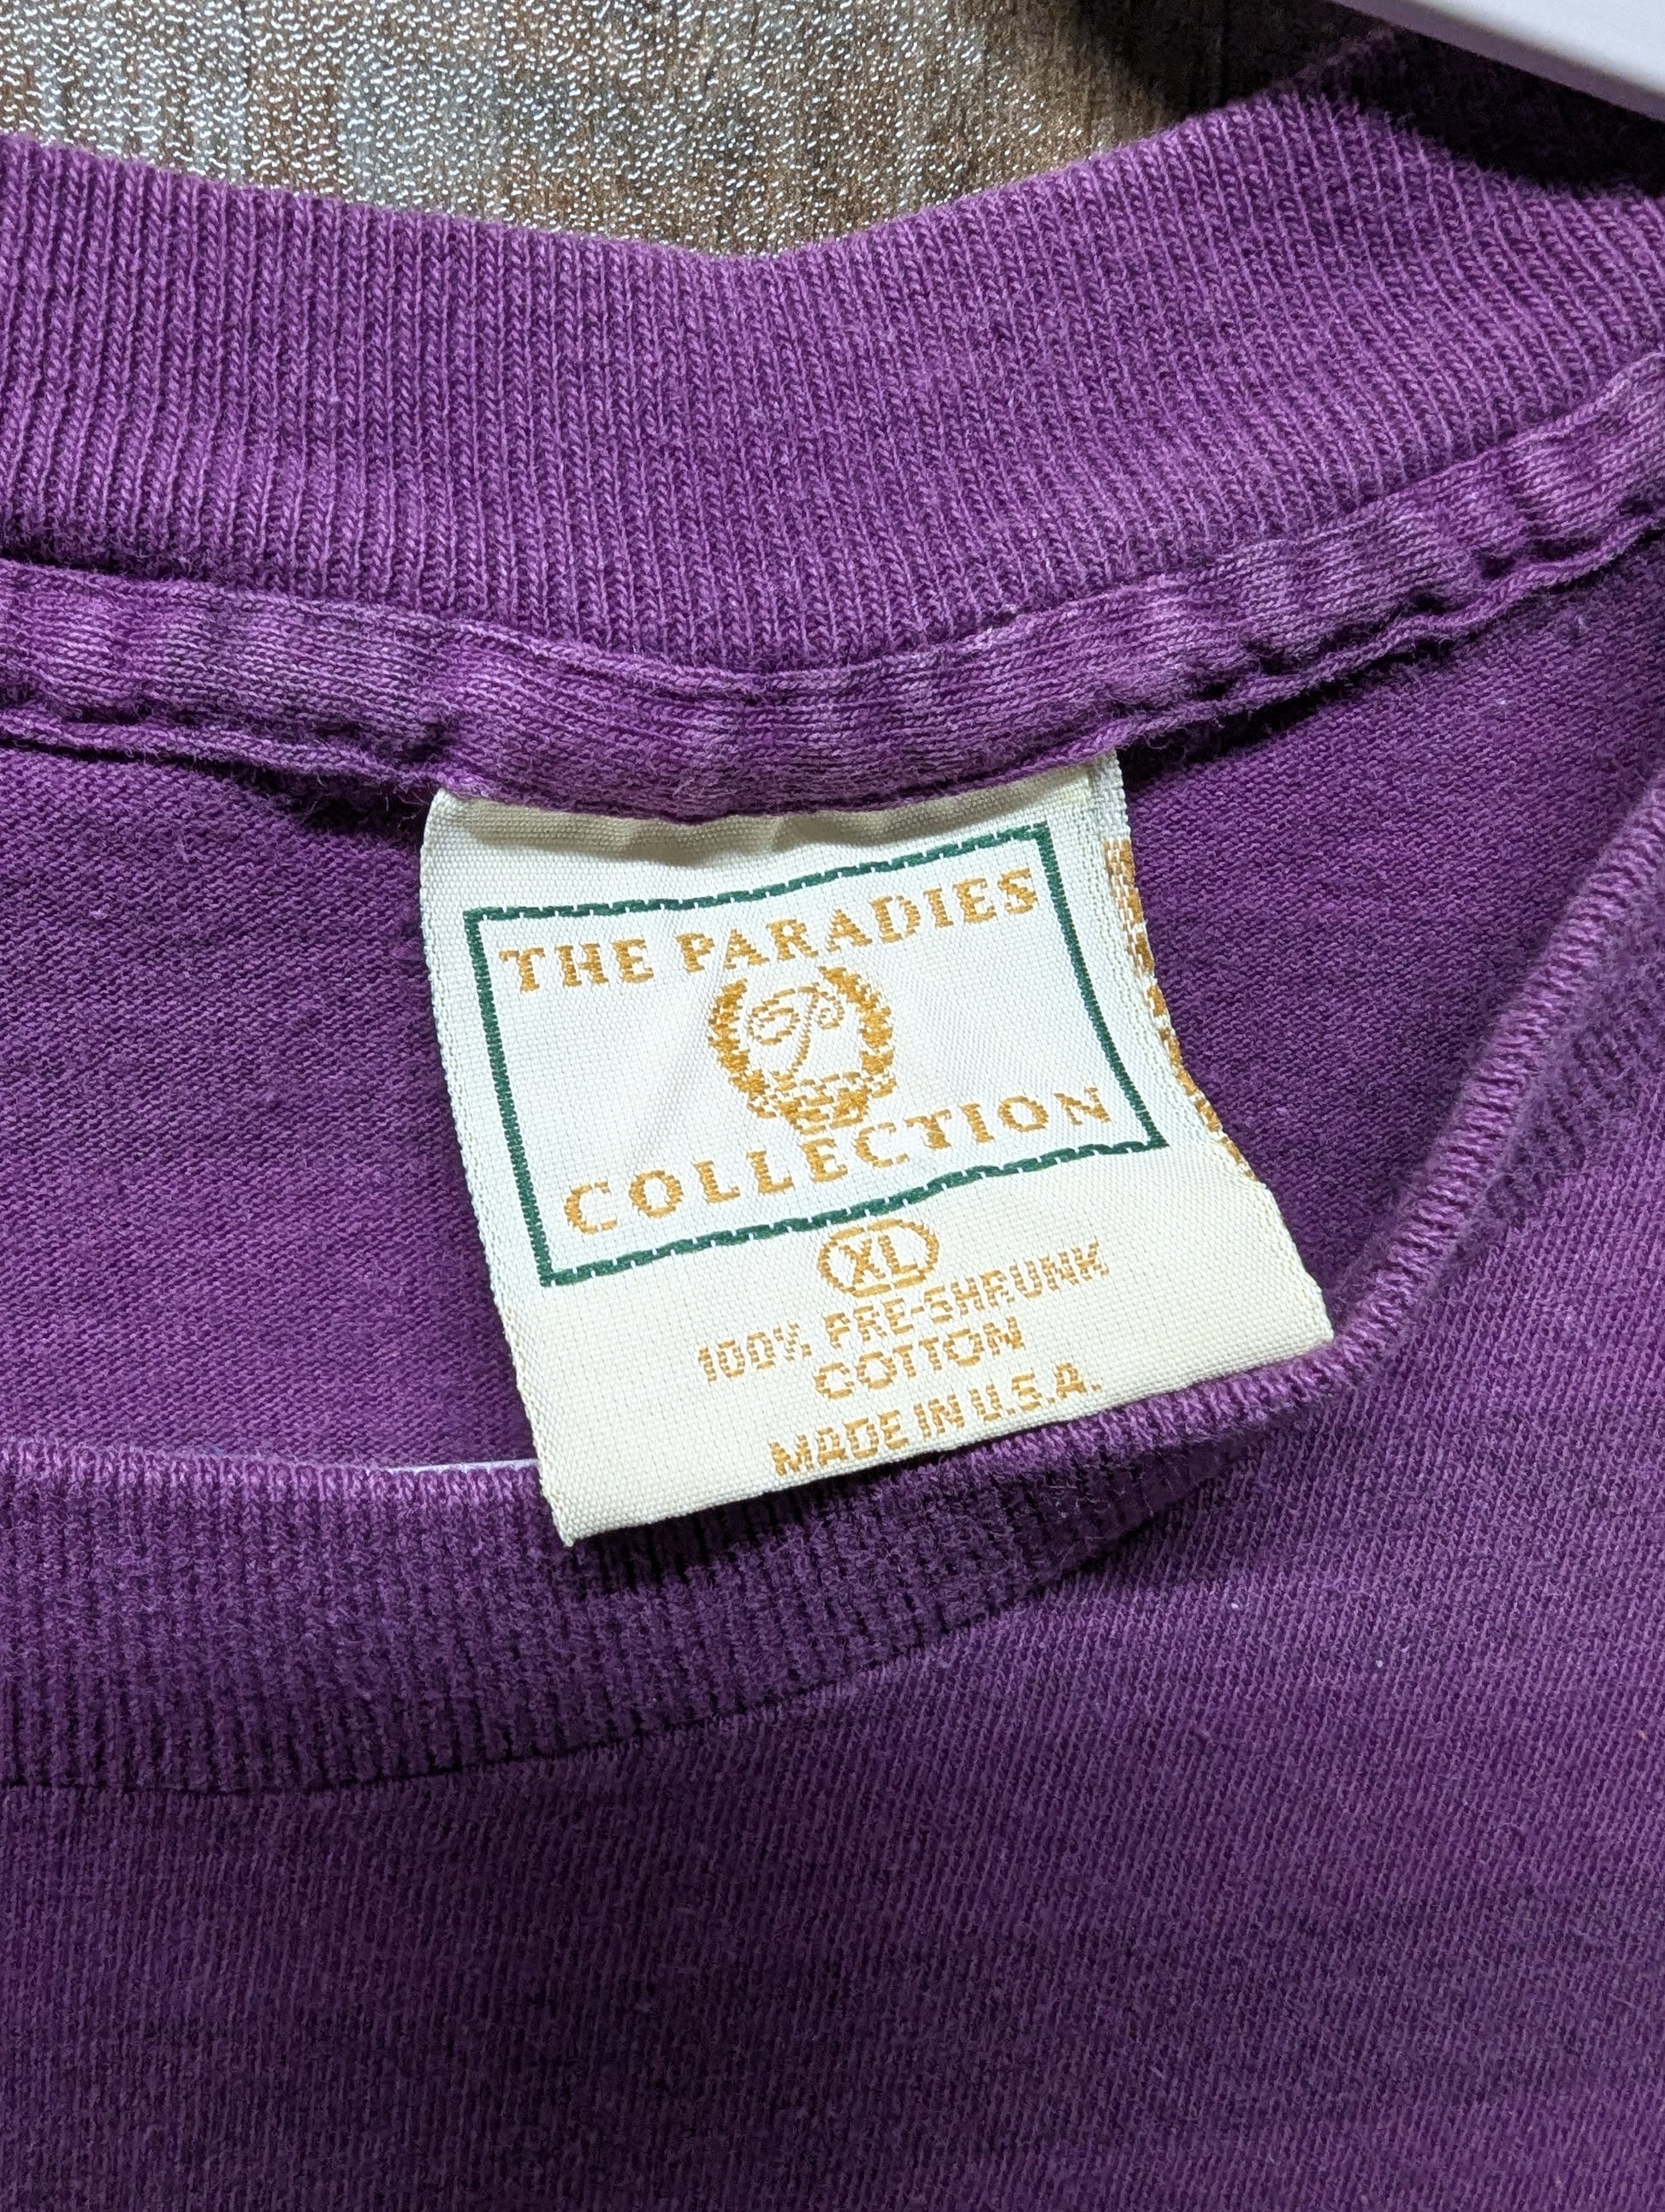 THE PARADIES
COLLECTION
XL
100% PRE-SHRUNK
COTTON
MADE IN U.S.A.